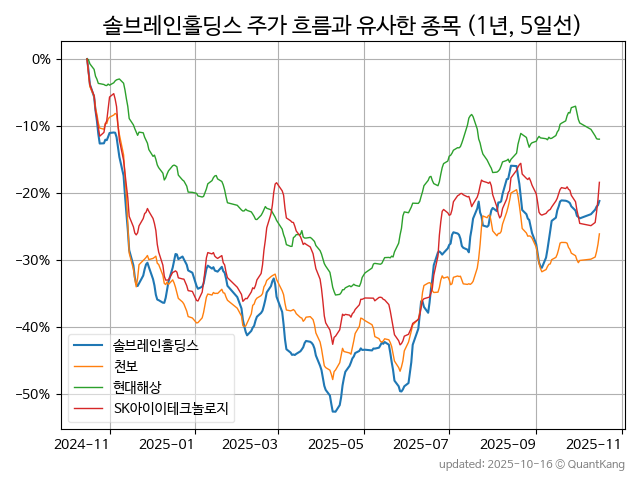 솔브레인홀딩스 주가 흐름과 유사한 종목 (1년, 5일선)
0%
−10%
−20%
−30%
−40%
−50%
솔브레인홀딩스
천보
현대해상
SK아이이테크놀로지
2024-11 2025-01 2025-03 2025-05 2025-07 2025-09 2025-11
updated: 2025-10-16 © QuantKang